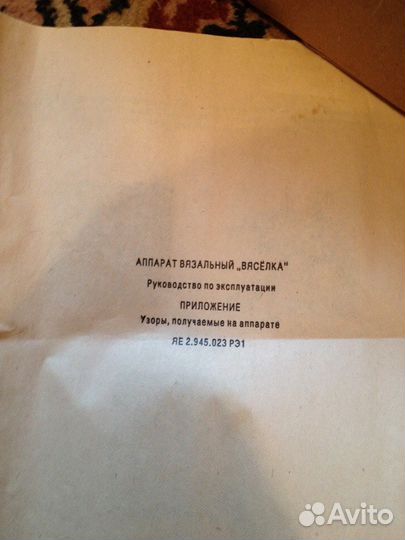 АППАРАТ ВЯЗАЛЬНЫЙ „ВЯСЁЛКА"
Руководство по эксплуатации
ПРИЛОЖЕНИЕ
Узоры, получаемые на аппарате
ЯЕ 2.945.023 РЭ1
Avito